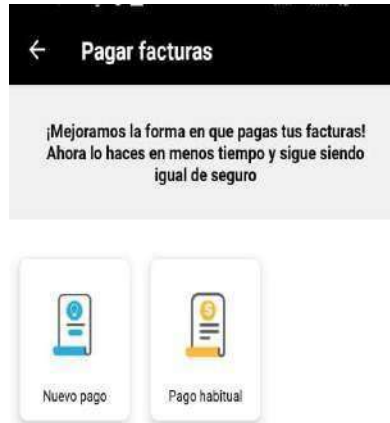 Pagar facturas
¡Mejoramos la forma en que pagas tus facturas!
Ahora lo haces en menos tiempo y sigue siendo
igual de seguro
Nuevo pago
Pago habitual